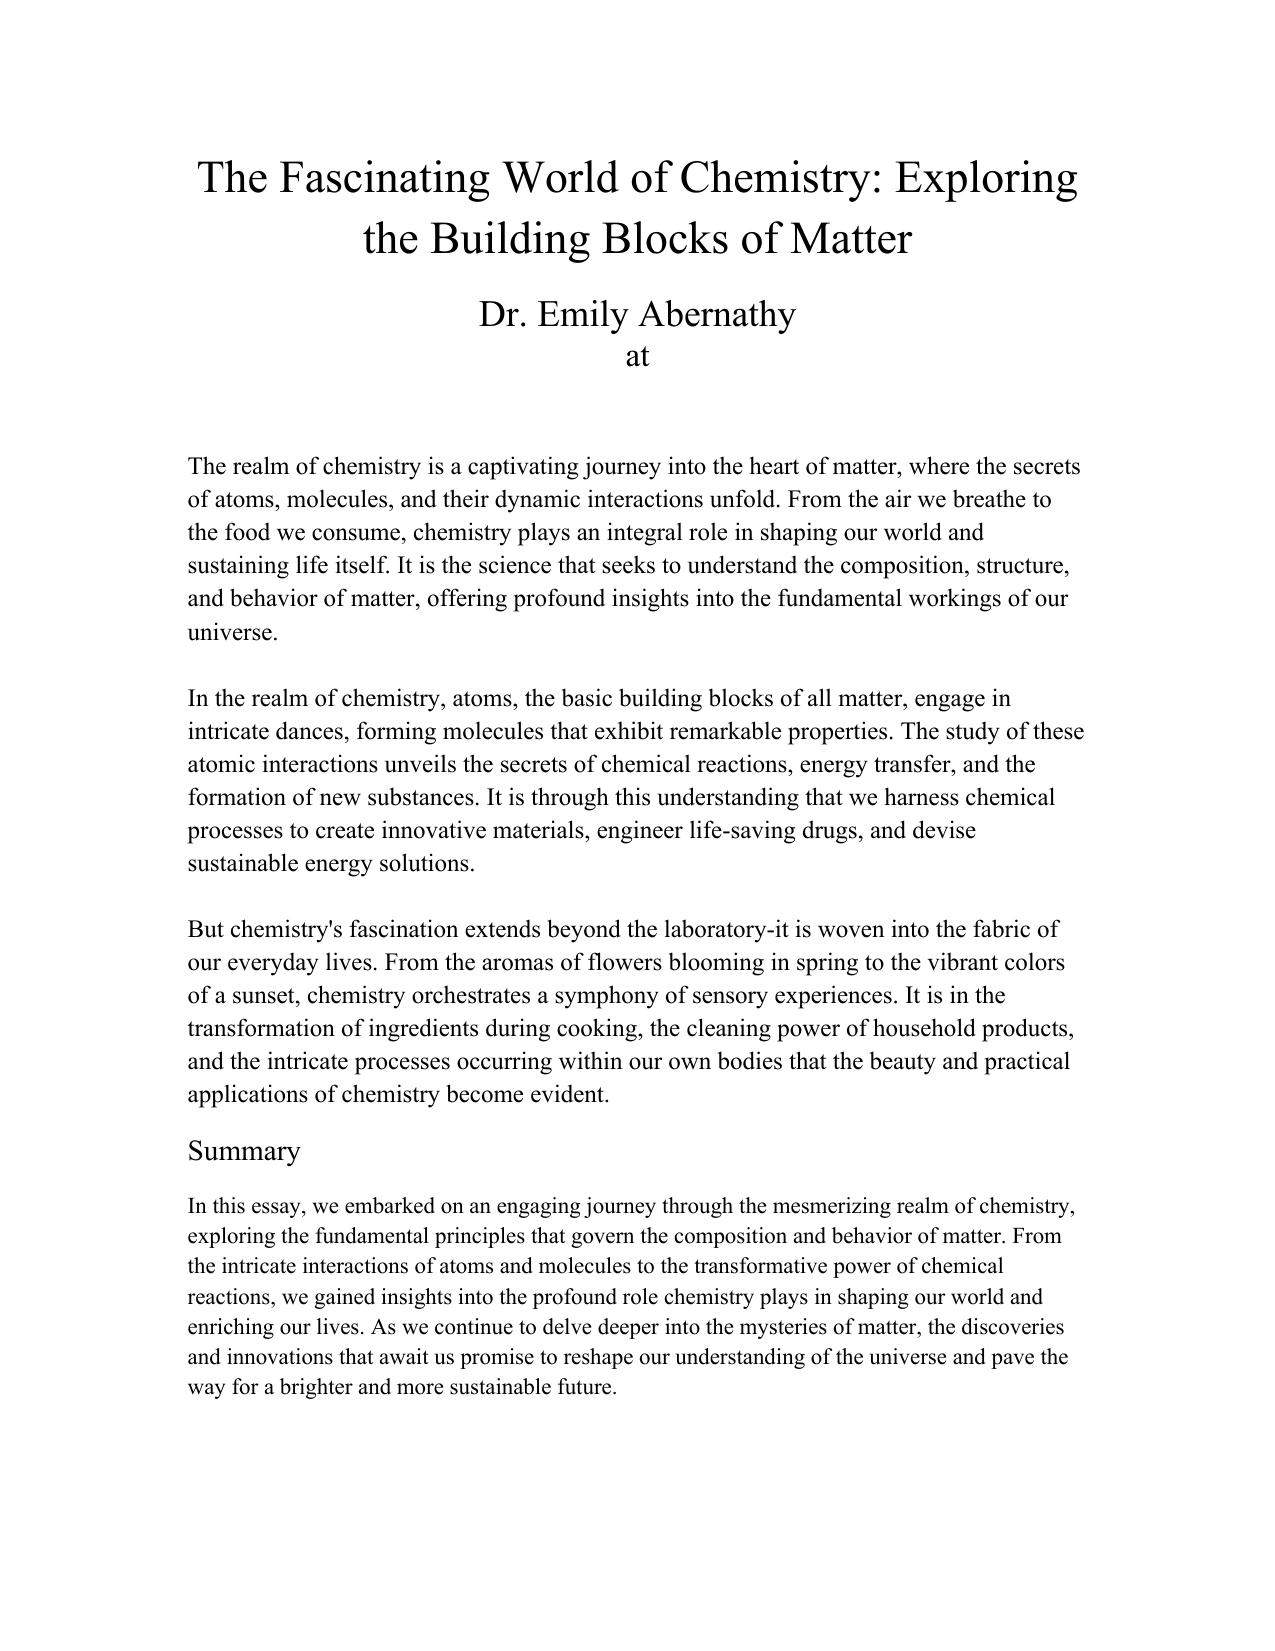 The Fascinating World of Chemistry: Exploring
the Building Blocks of Matter
Dr. Emily Abernathy
at
The realm of chemistry is a captivating journey into the heart of matter, where the secrets
of atoms, molecules, and their dynamic interactions unfold. From the air we breathe to
the food we consume, chemistry plays an integral role in shaping our world and
sustaining life itself. It is the science that seeks to understand the composition, structure,
and behavior of matter, offering profound insights into the fundamental workings of our
universe.
In the realm of chemistry, atoms, the basic building blocks of all matter, engage in
intricate dances, forming molecules that exhibit remarkable properties. The study of these
atomic interactions unveils the secrets of chemical reactions, energy transfer, and the
formation of new substances. It is through this understanding that we harness chemical
processes to create innovative materials, engineer life-saving drugs, and devise
sustainable energy solutions.
But chemistry's fascination extends beyond the laboratory-it is woven into the fabric of
our everyday lives. From the aromas of flowers blooming in spring to the vibrant colors
of a sunset, chemistry orchestrates a symphony of sensory experiences. It is in the
transformation of ingredients during cooking, the cleaning power of household products,
and the intricate processes occurring within our own bodies that the beauty and practical
applications of chemistry become evident.
Summary
In this essay, we embarked on an engaging journey through the mesmerizing realm of chemistry,
exploring the fundamental principles that govern the composition and behavior of matter. From
the intricate interactions of atoms and molecules to the transformative power of chemical
reactions, we gained insights into the profound role chemistry plays in shaping our world and
enriching our lives. As we continue to delve deeper into the mysteries of matter, the discoveries
and innovations that await us promise to reshape our understanding of the universe and pave the
way for a brighter and more sustainable future.